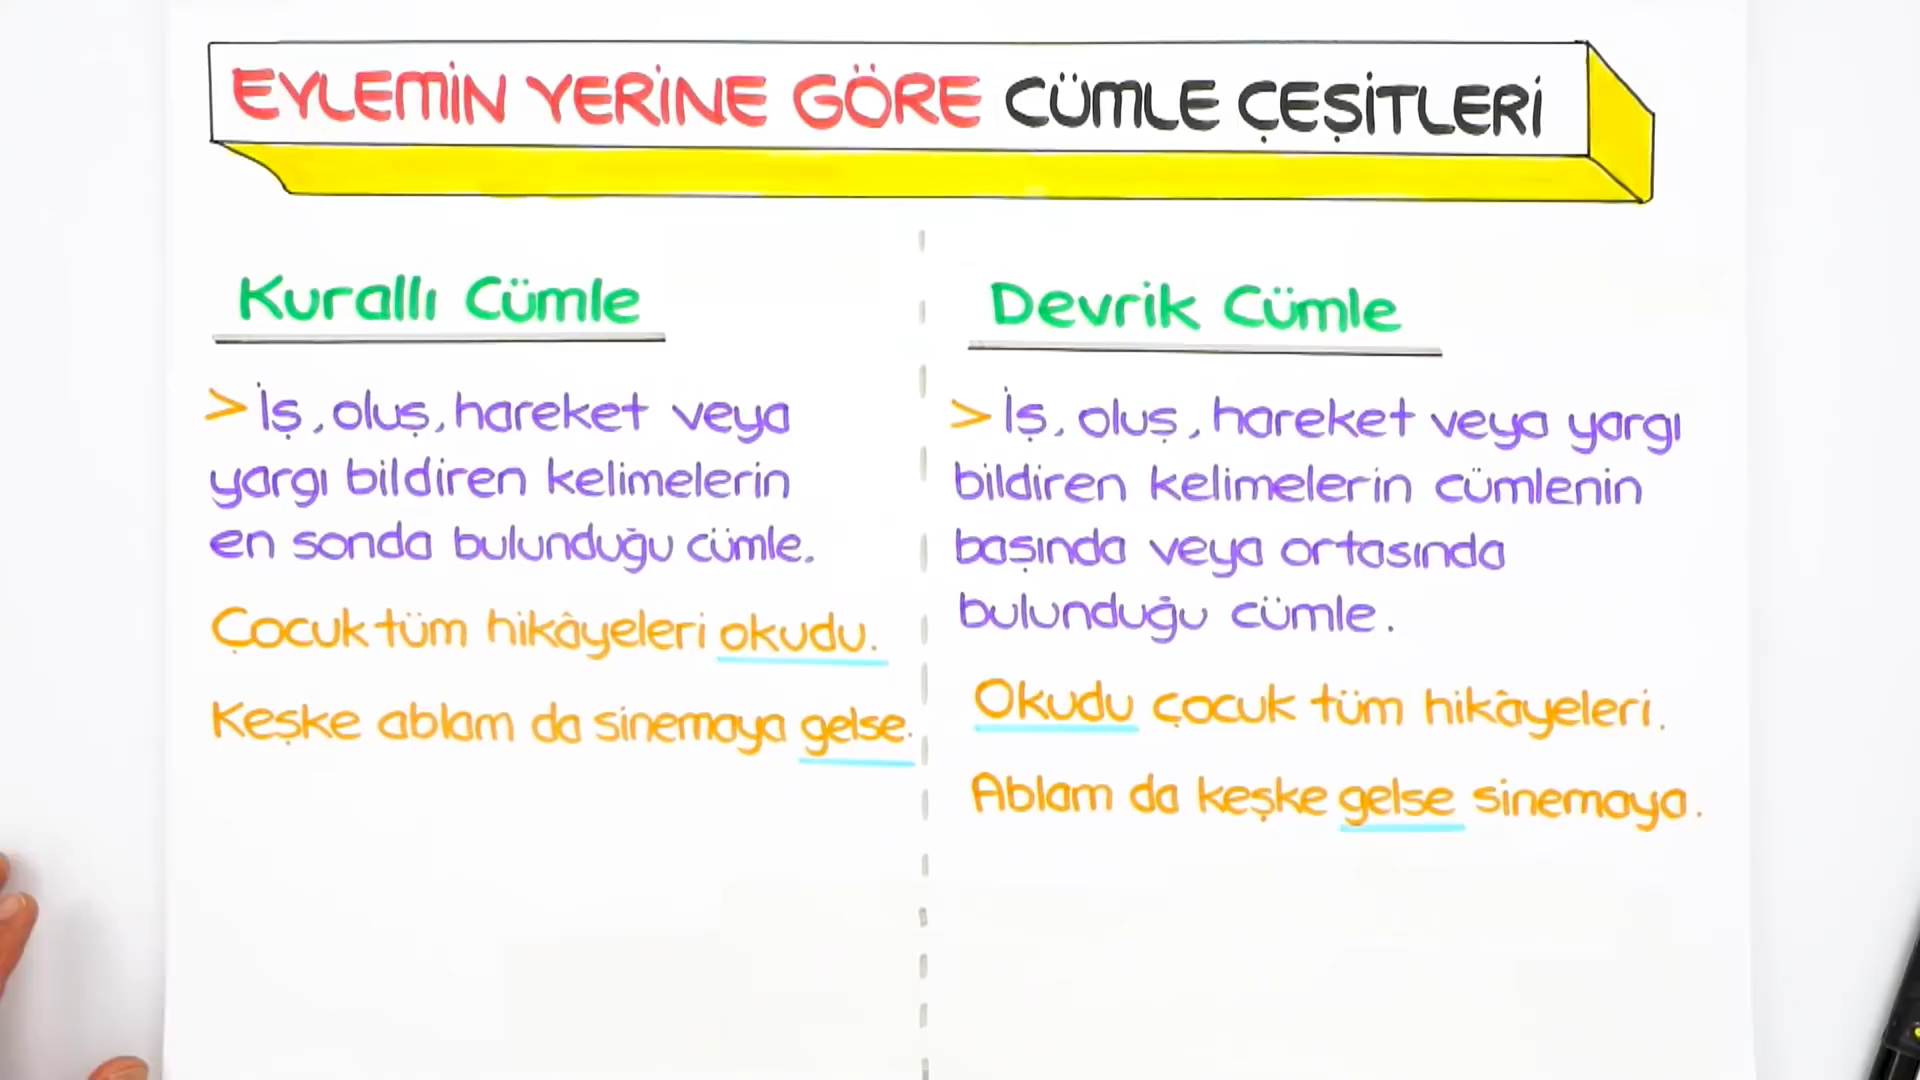 EYLEMİN YERİNE GÖRE CÜMLE ÇEŞİTLERİ
Kurallı Cümle
> İş, oluş, hareket veya
yargı bildiren kelimelerin
en sonda bulunduğu cümle.
Çocuk tüm hikâyeleri okudu.
Keşke ablam da sinemaya gelse.
Devrik Cümle
> İş, oluş, hareket veya yargı
bildiren kelimelerin cümlenin
başında veya ortasında
bulunduğu cümle.
Okudu çocuk tüm hikâyeleri.
Ablam da keşke gelse sinemaya.